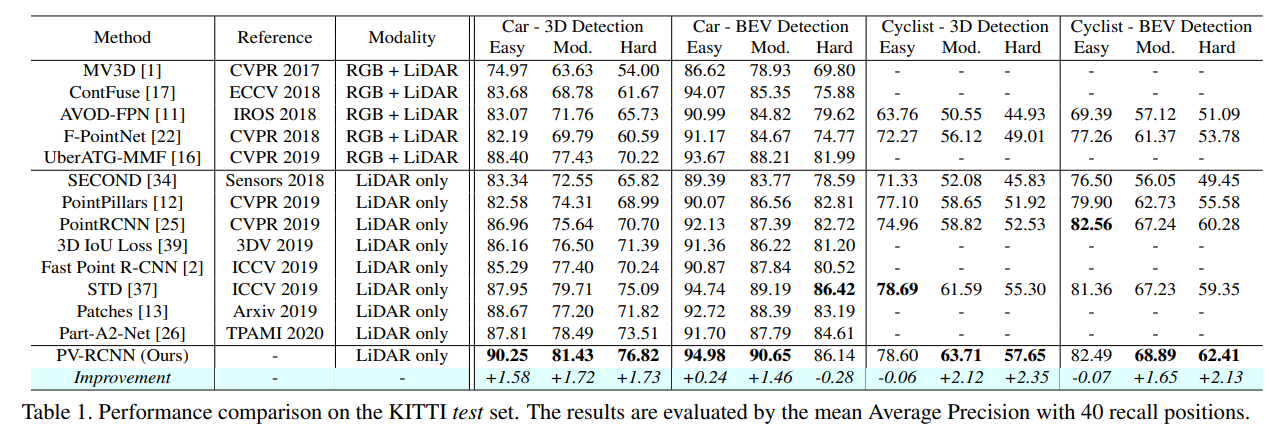 Method Reference Modality Car - 3D Detection Car - BEV Detection Cyclist - 3D Detection Cyclist - BEV Detection
Easy Mod. Hard Easy Mod. Hard Easy Mod. Hard Easy Mod. Hard
MV3D [1] CVPR 2017 RGB + LiDAR 74.97 63.63 54.00 86.62 78.93 69.80 - - - - - -
ContFuse [17] ECCV 2018 RGB + LiDAR 83.68 68.78 61.67 94.07 85.35 75.88 - - - - - -
AVOD-FPN [11] IROS 2018 RGB + LiDAR 83.07 71.76 65.73 90.99 84.82 79.62 63.76 50.55 44.93 69.39 57.12 51.09
F-PointNet [22] CVPR 2018 RGB + LiDAR 82.19 69.79 60.59 91.17 84.67 74.77 72.27 56.12 49.01 77.26 61.37 53.78
UberATG-MMF [16] CVPR 2019 RGB + LiDAR 88.40 77.43 70.22 93.67 88.21 81.99 - - - - - -
SECOND [34] Sensors 2018 LiDAR only 83.34 72.55 65.82 89.39 83.77 78.59 71.33 52.08 45.83 76.50 56.05 49.45
PointPillars [12] CVPR 2019 LiDAR only 82.58 74.31 68.99 90.07 86.56 82.81 77.10 58.65 51.92 79.90 62.73 55.58
PointRCNN [25] CVPR 2019 LiDAR only 86.96 75.64 70.70 92.13 87.39 82.72 74.96 58.82 52.53 82.56 67.24 60.28
3D IoU Loss [39] 3DV 2019 LiDAR only 86.16 76.50 71.39 91.36 86.22 81.20 - - - - - -
Fast Point R-CNN [2] ICCV 2019 LiDAR only 85.29 77.40 70.24 90.87 87.84 80.52 - - - - - -
STD [37] ICCV 2019 LiDAR only 87.95 79.71 75.09 94.74 89.19 86.42 78.69 61.59 55.30 81.36 67.23 59.35
Patches [13] Arxiv 2019 LiDAR only 88.67 77.20 71.82 92.72 88.39 83.19 - - - - - -
Part-A2-Net [26] TPAMI 2020 LiDAR only 87.81 78.49 73.51 91.70 87.79 84.61 - - - - - -
PV-RCNN (Ours) - LiDAR only 90.25 81.43 76.82 94.98 90.65 86.14 78.60 63.71 57.65 82.49 68.89 62.41
Improvement - - +1.58 +1.72 +1.73 +0.24 +1.46 -0.28 -0.06 +2.12 +2.35 -0.07 +1.65 +2.13
Table 1. Performance comparison on the KITTI test set. The results are evaluated by the mean Average Precision with 40 recall positions.